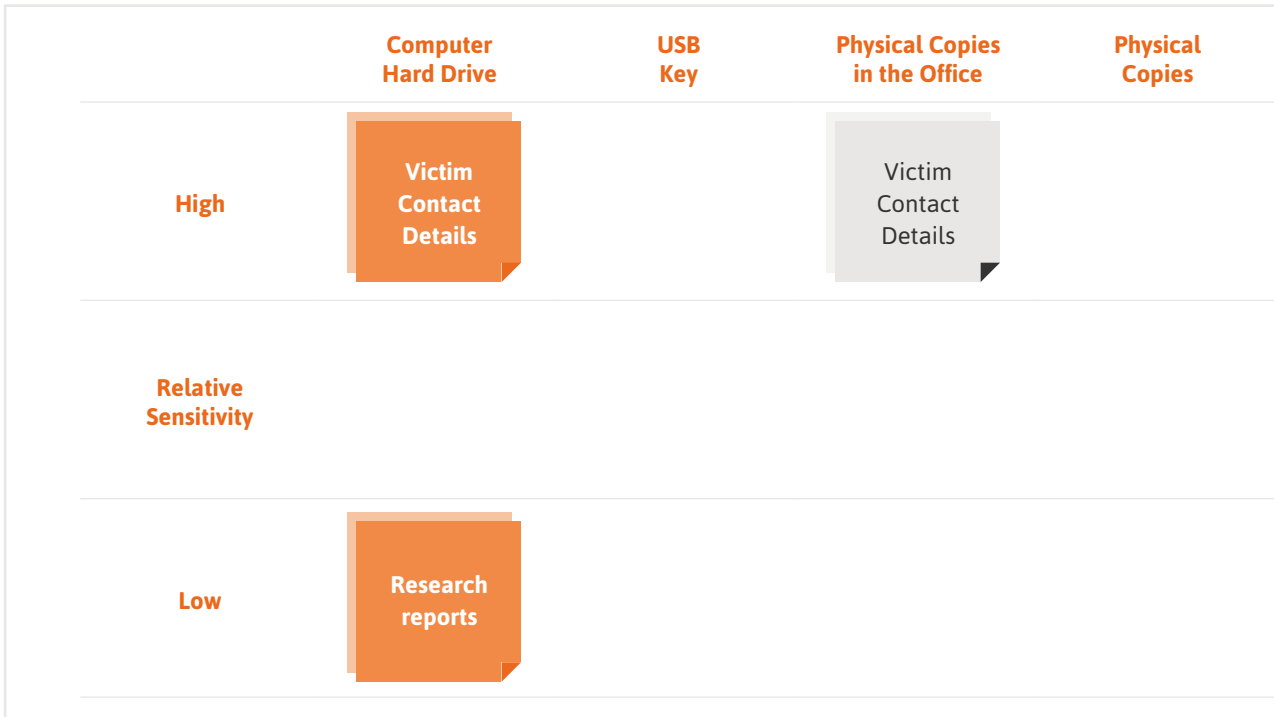 Computer
Hard Drive
USB
Key
Physical Copies
in the Office
Physical
Copies
High
Victim
Contact
Details
Victim
Contact
Details
Relative
Sensitivity
Low
Research
reports